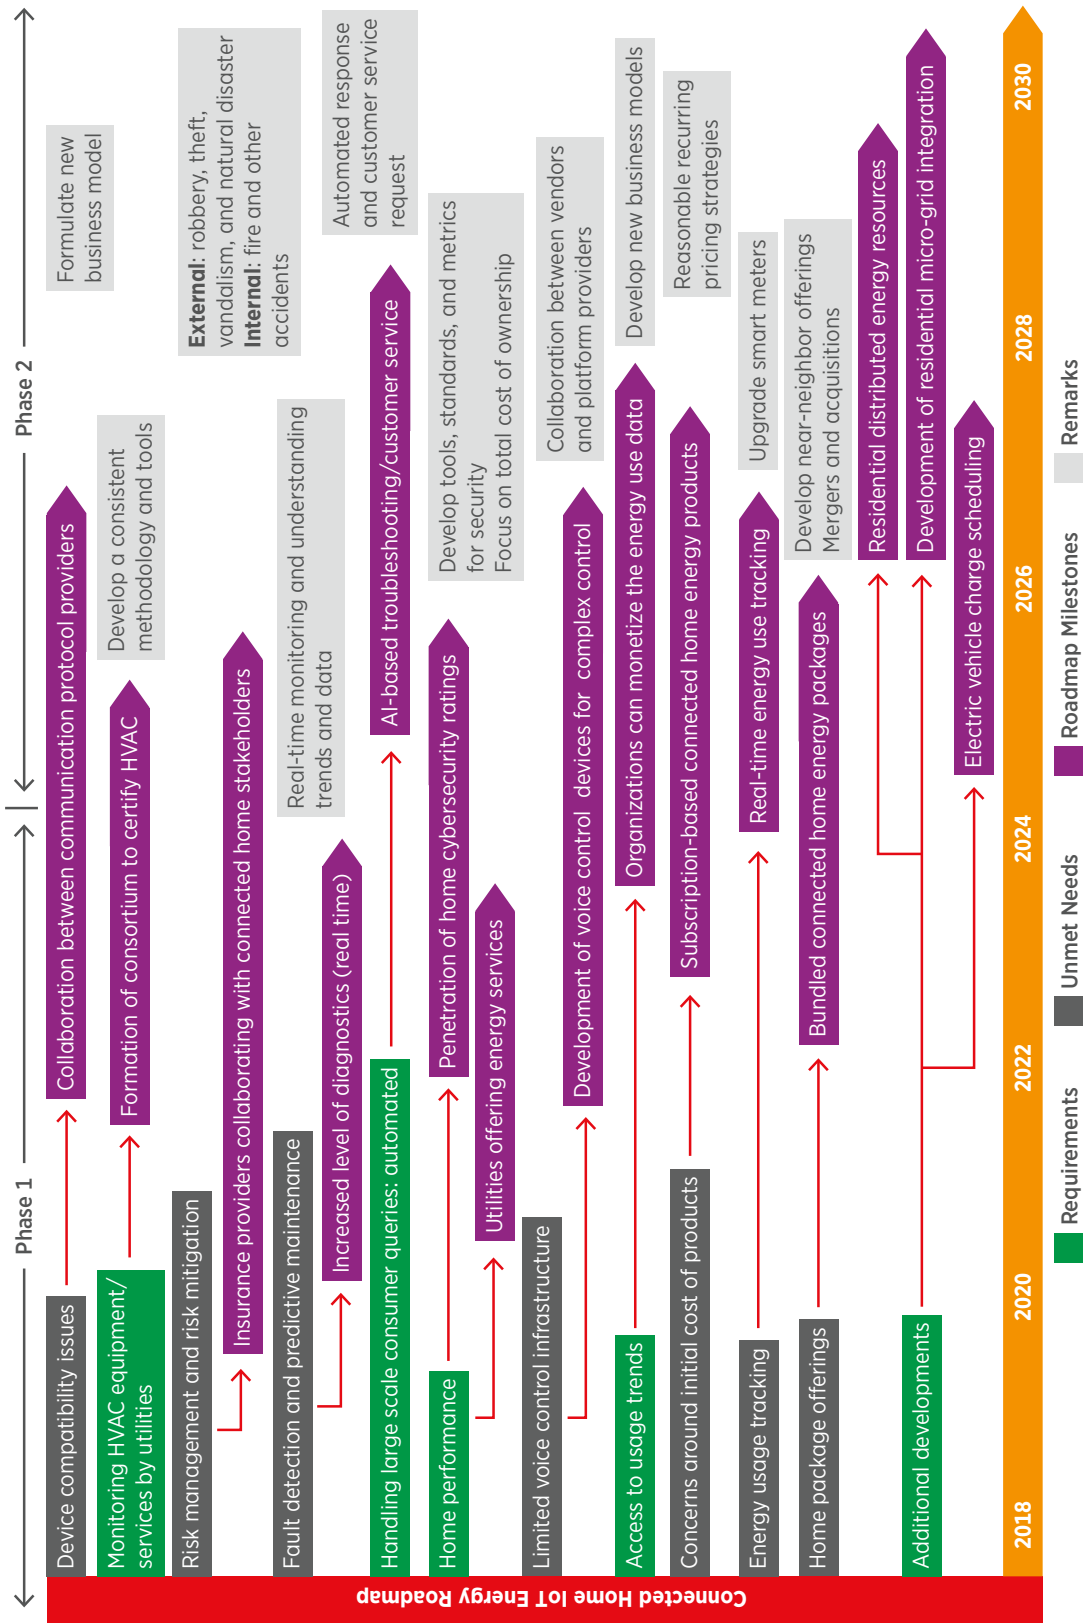 Phase 1
Phase 2
Connected Home IoT Energy Roadmap
Device compatibility issues
Collaboration between communication protocol providers
Formulate new
business model
Monitoring HVAC equipment/
services by utilities
Formation of consortium to certify HVAC
Develop a consistent
methodology and tools
Risk management and risk mitigation
Insurance providers collaborating with connected home stakeholders
External: robbery, theft,
vandalism, and natural disaster
Internal: fire and other
accidents
Fault detection and predictive maintenance
Increased level of diagnostics (real time)
Real-time monitoring and understanding
trends and data
Handling large scale consumer queries: automated
AI-based troubleshooting/customer service
Automated response
and customer service
request
Home performance
Penetration of home cybersecurity ratings
Utilities offering energy services
Develop tools, standards, and metrics
for security
Focus on total cost of ownership
Limited voice control infrastructure
Development of voice control devices for complex control
Collaboration between vendors
and platform providers
Access to usage trends
Organizations can monetize the energy use data
Develop new business models
Concerns around initial cost of products
Subscription-based connected home energy products
Reasonable recurring
pricing strategies
Energy usage tracking
Real-time energy use tracking
Upgrade smart meters
Home package offerings
Bundled connected home energy packages
Develop near-neighbor offerings
Mergers and acquisitions
Additional developments
Residential distributed energy resources
Development of residential micro-grid integration
Electric vehicle charge scheduling
2018
2020
2022
2024
2026
2028
2030
Requirements
Unmet Needs
Roadmap Milestones
Remarks